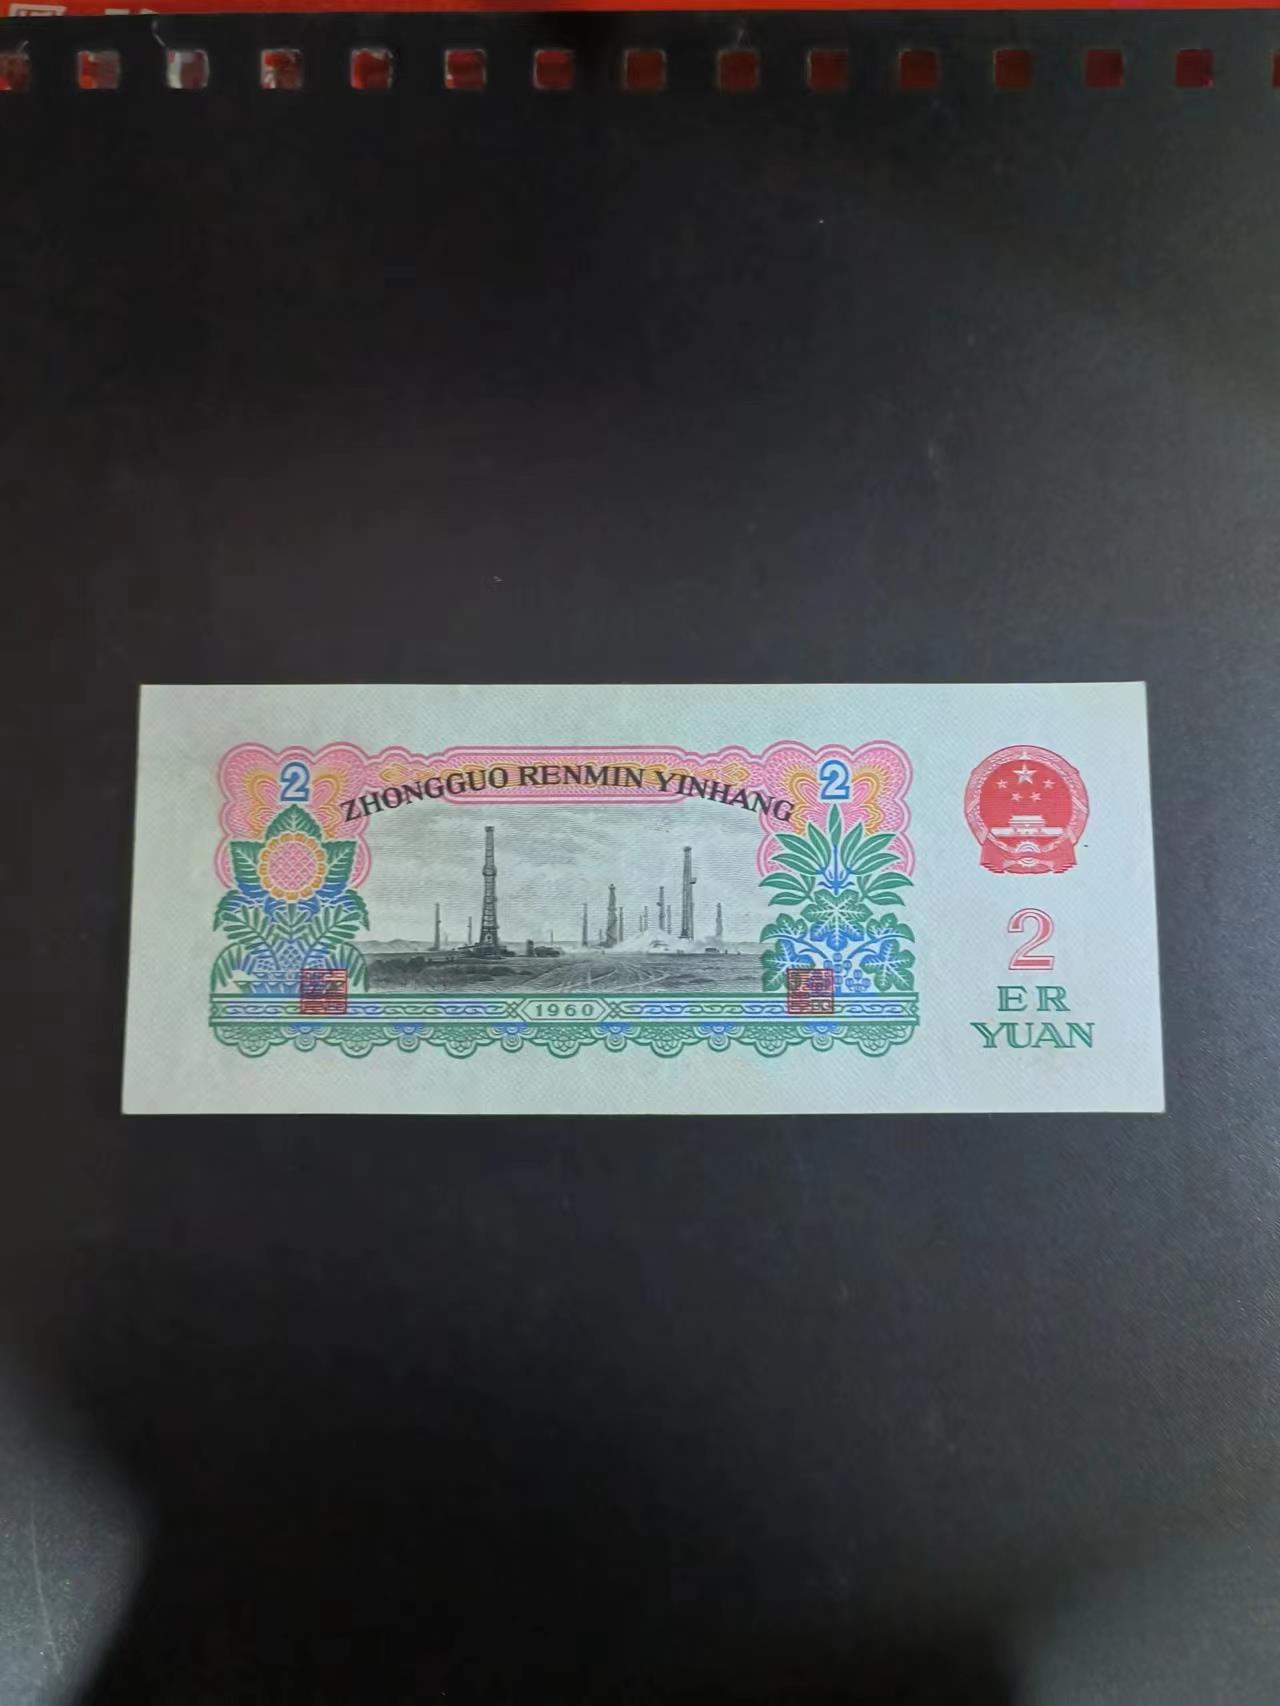 2
ZHONGGUO RENMIN YINHANG
2
1960
2
ER
YUAN